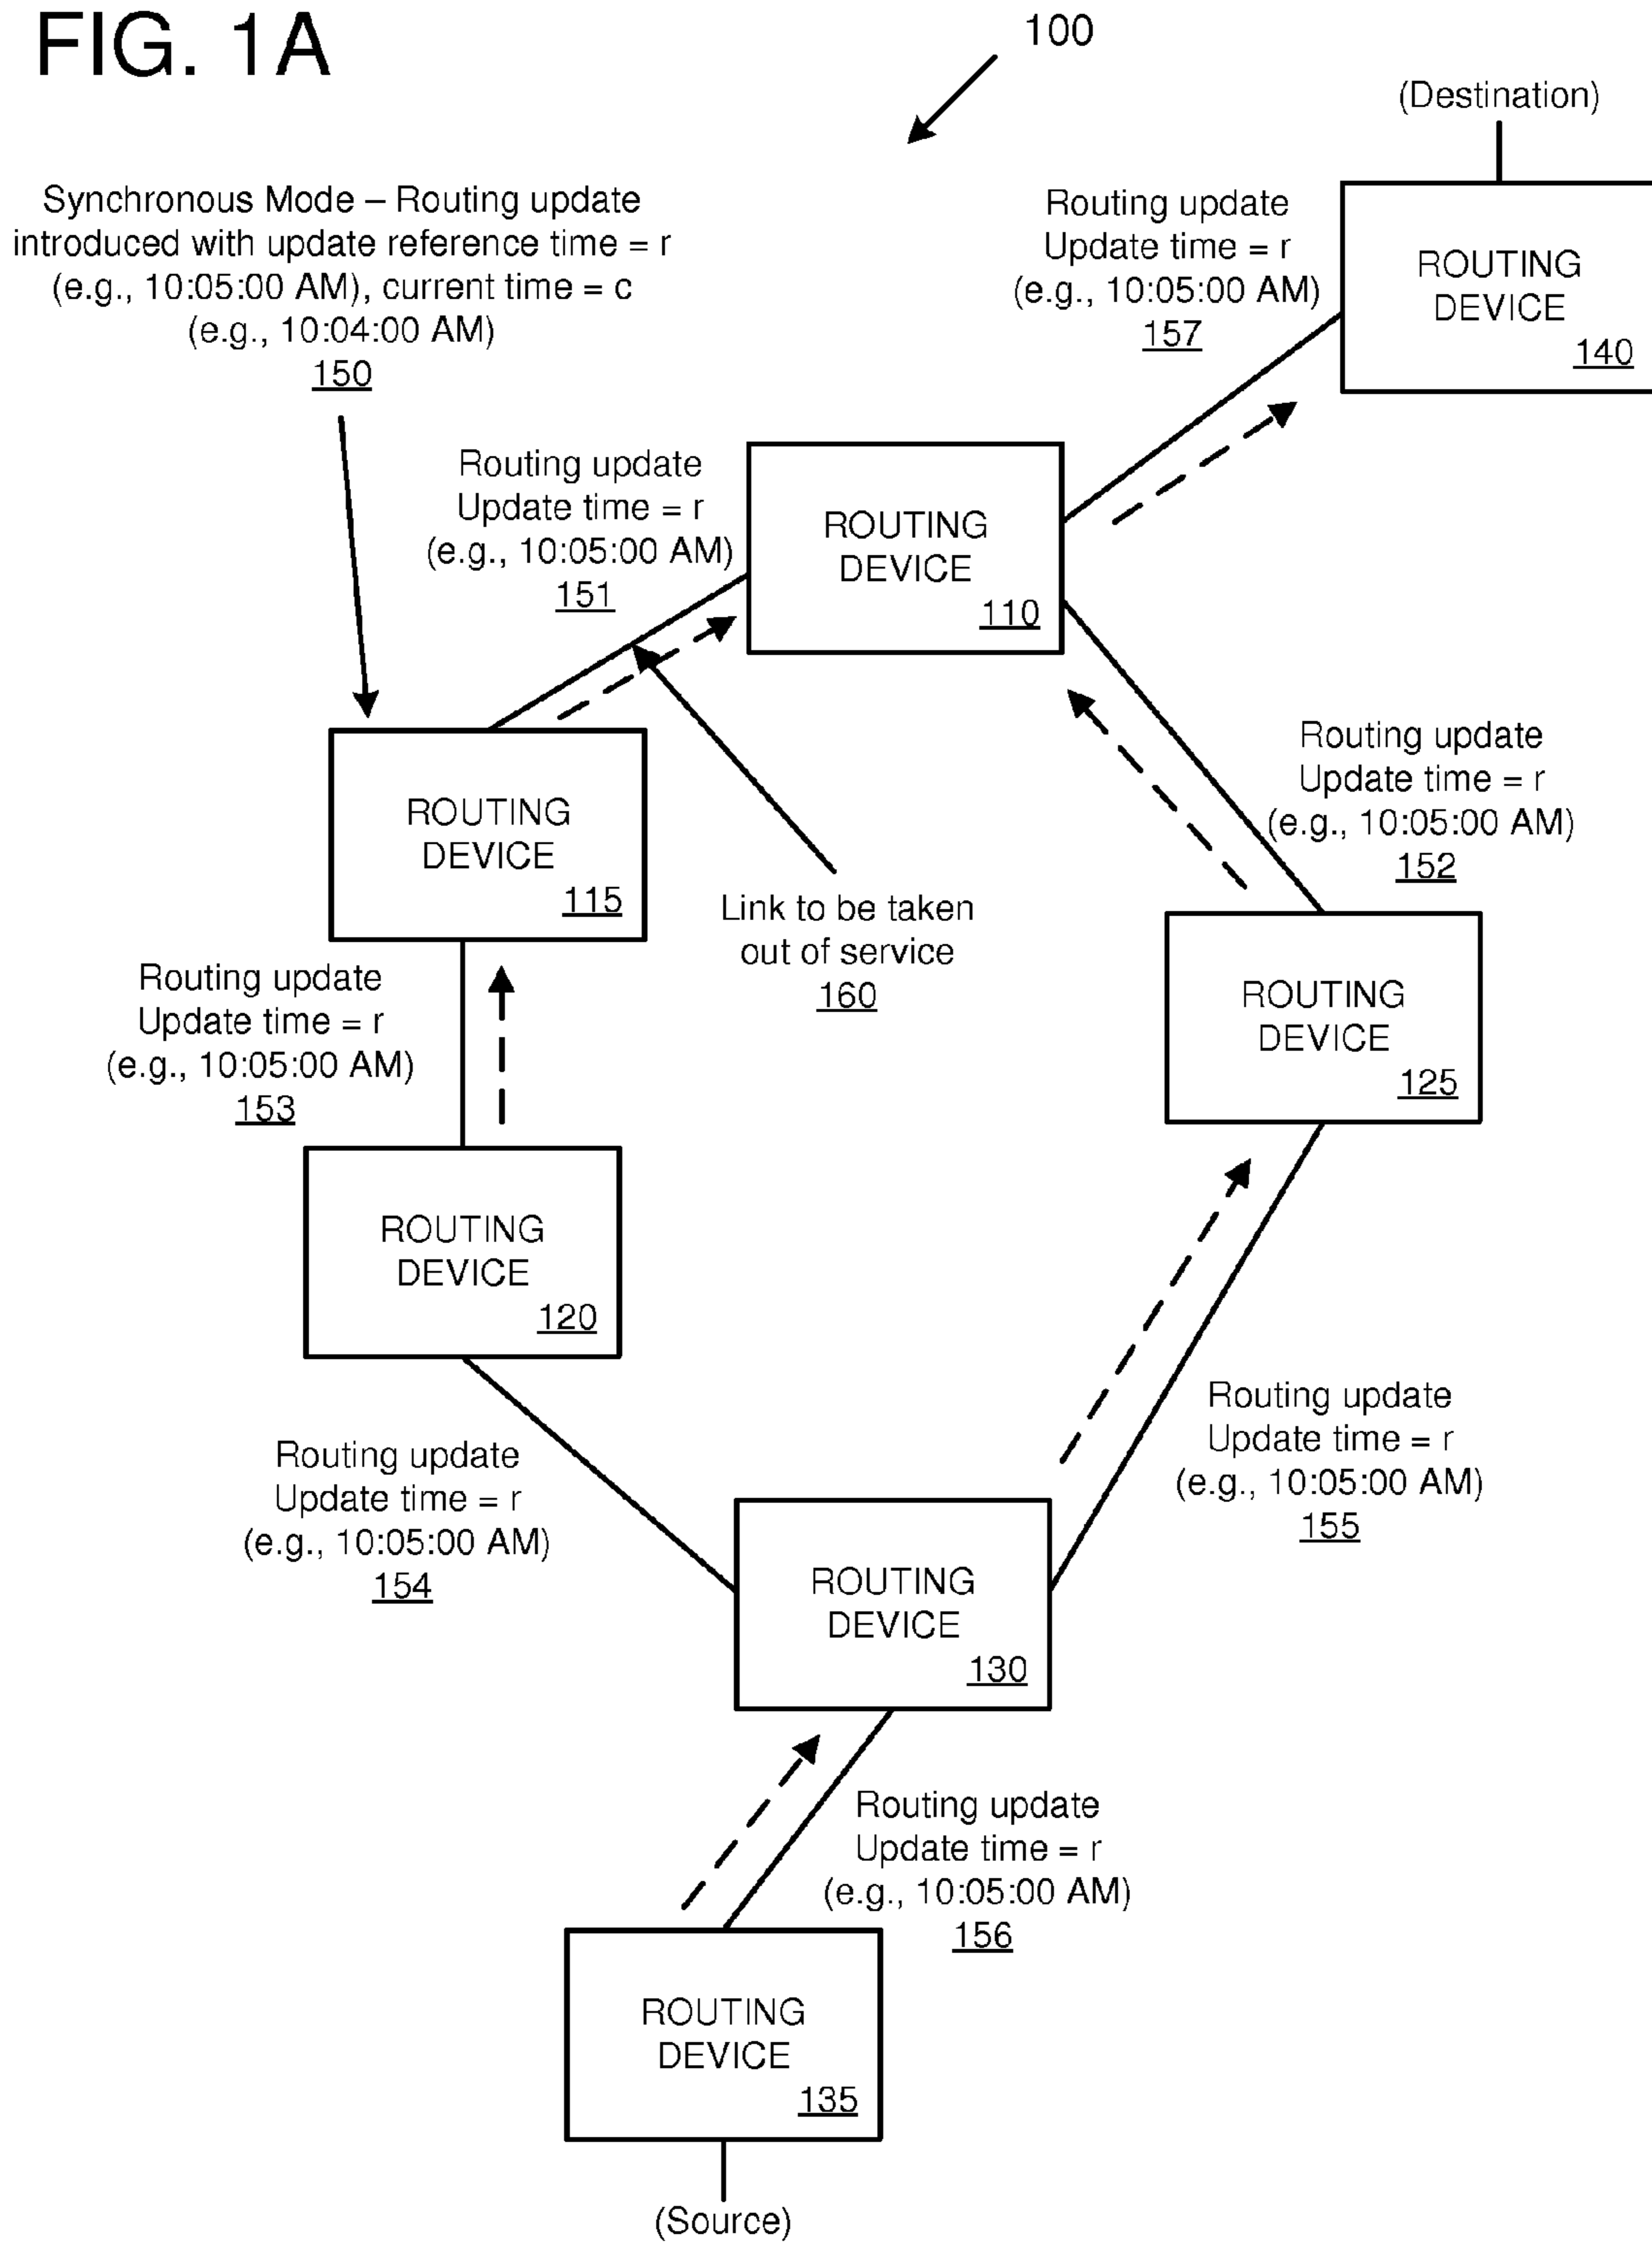 FIG. 1A
100
(Destination)
Synchronous Mode – Routing update
introduced with update reference time = r
(e.g., 10:05:00 AM), current time = c
(e.g., 10:04:00 AM)
150
Routing update
Update time = r
(e.g., 10:05:00 AM)
157
ROUTING
DEVICE
140
Routing update
Update time = r
(e.g., 10:05:00 AM)
151
ROUTING
DEVICE
110
Routing update
Update time = r
(e.g., 10:05:00 AM)
152
ROUTING
DEVICE
115
Link to be taken
out of service
160
Routing update
Update time = r
(e.g., 10:05:00 AM)
153
ROUTING
DEVICE
125
ROUTING
DEVICE
120
Routing update
Update time = r
(e.g., 10:05:00 AM)
155
Routing update
Update time = r
(e.g., 10:05:00 AM)
154
ROUTING
DEVICE
130
Routing update
Update time = r
(e.g., 10:05:00 AM)
156
ROUTING
DEVICE
135
(Source)